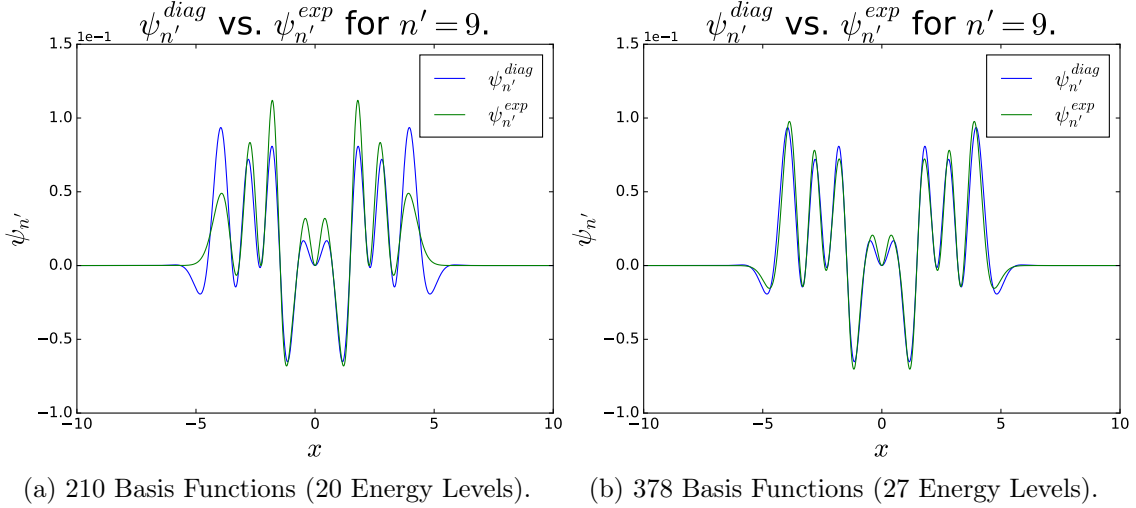 ψ_{n'}^{diag} vs. ψ_{n'}^{exp} for n' = 9.
1e−1
1.5
1.0
0.5
0.0
−0.5
−1.0
ψ_{n'}
ψ_{n'}^{diag}
ψ_{n'}^{exp}
−10 −5 0 5 10
x
(a) 210 Basis Functions (20 Energy Levels).
ψ_{n'}^{diag} vs. ψ_{n'}^{exp} for n' = 9.
1e−1
1.5
1.0
0.5
0.0
−0.5
−1.0
ψ_{n'}
ψ_{n'}^{diag}
ψ_{n'}^{exp}
−10 −5 0 5 10
x
(b) 378 Basis Functions (27 Energy Levels).